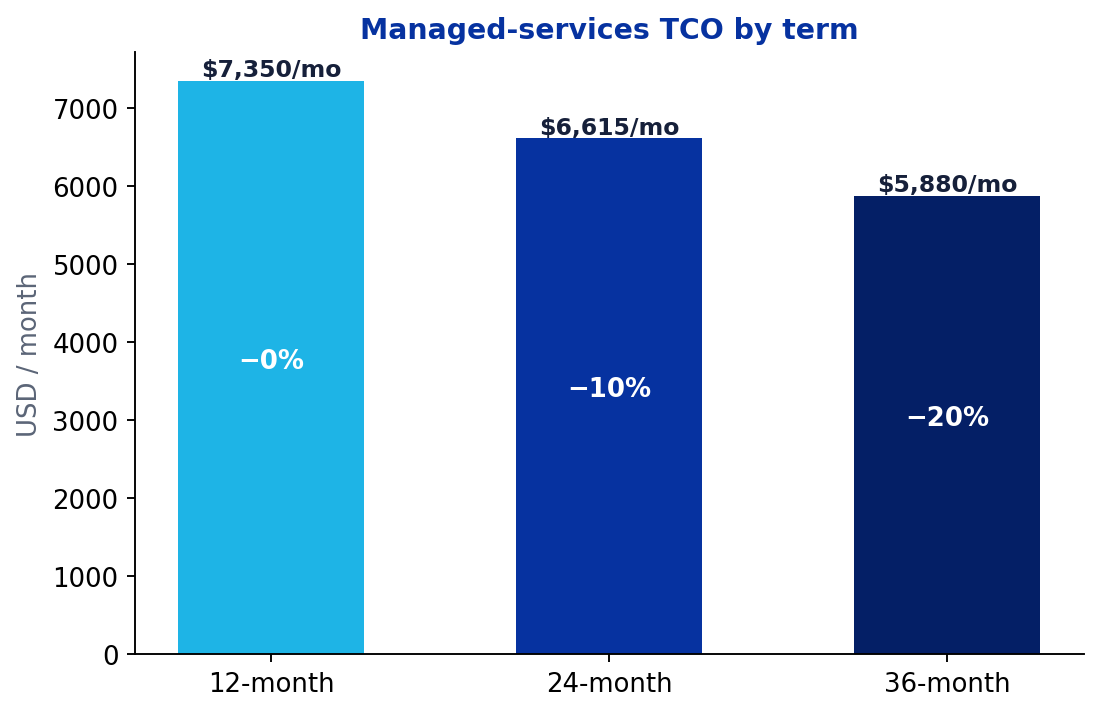 Managed-services TCO by term
$7,350/mo
$6,615/mo
$5,880/mo
7000
6000
5000
4000
3000
2000
1000
0
USD / month
−0%
−10%
−20%
12-month
24-month
36-month